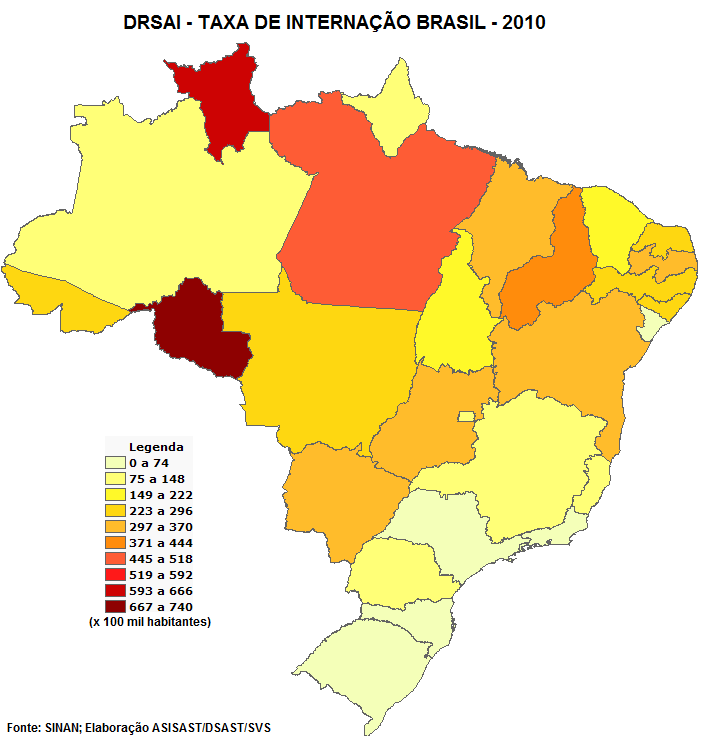 DRSAI - TAXA DE INTERNAÇÃO BRASIL - 2010
Legenda
0 a 74
75 a 148
149 a 222
223 a 296
297 a 370
371 a 444
445 a 518
519 a 592
593 a 666
667 a 740
(x 100 mil habitantes)
Fonte: SINAN; Elaboração ASISAST/DSAST/SVS